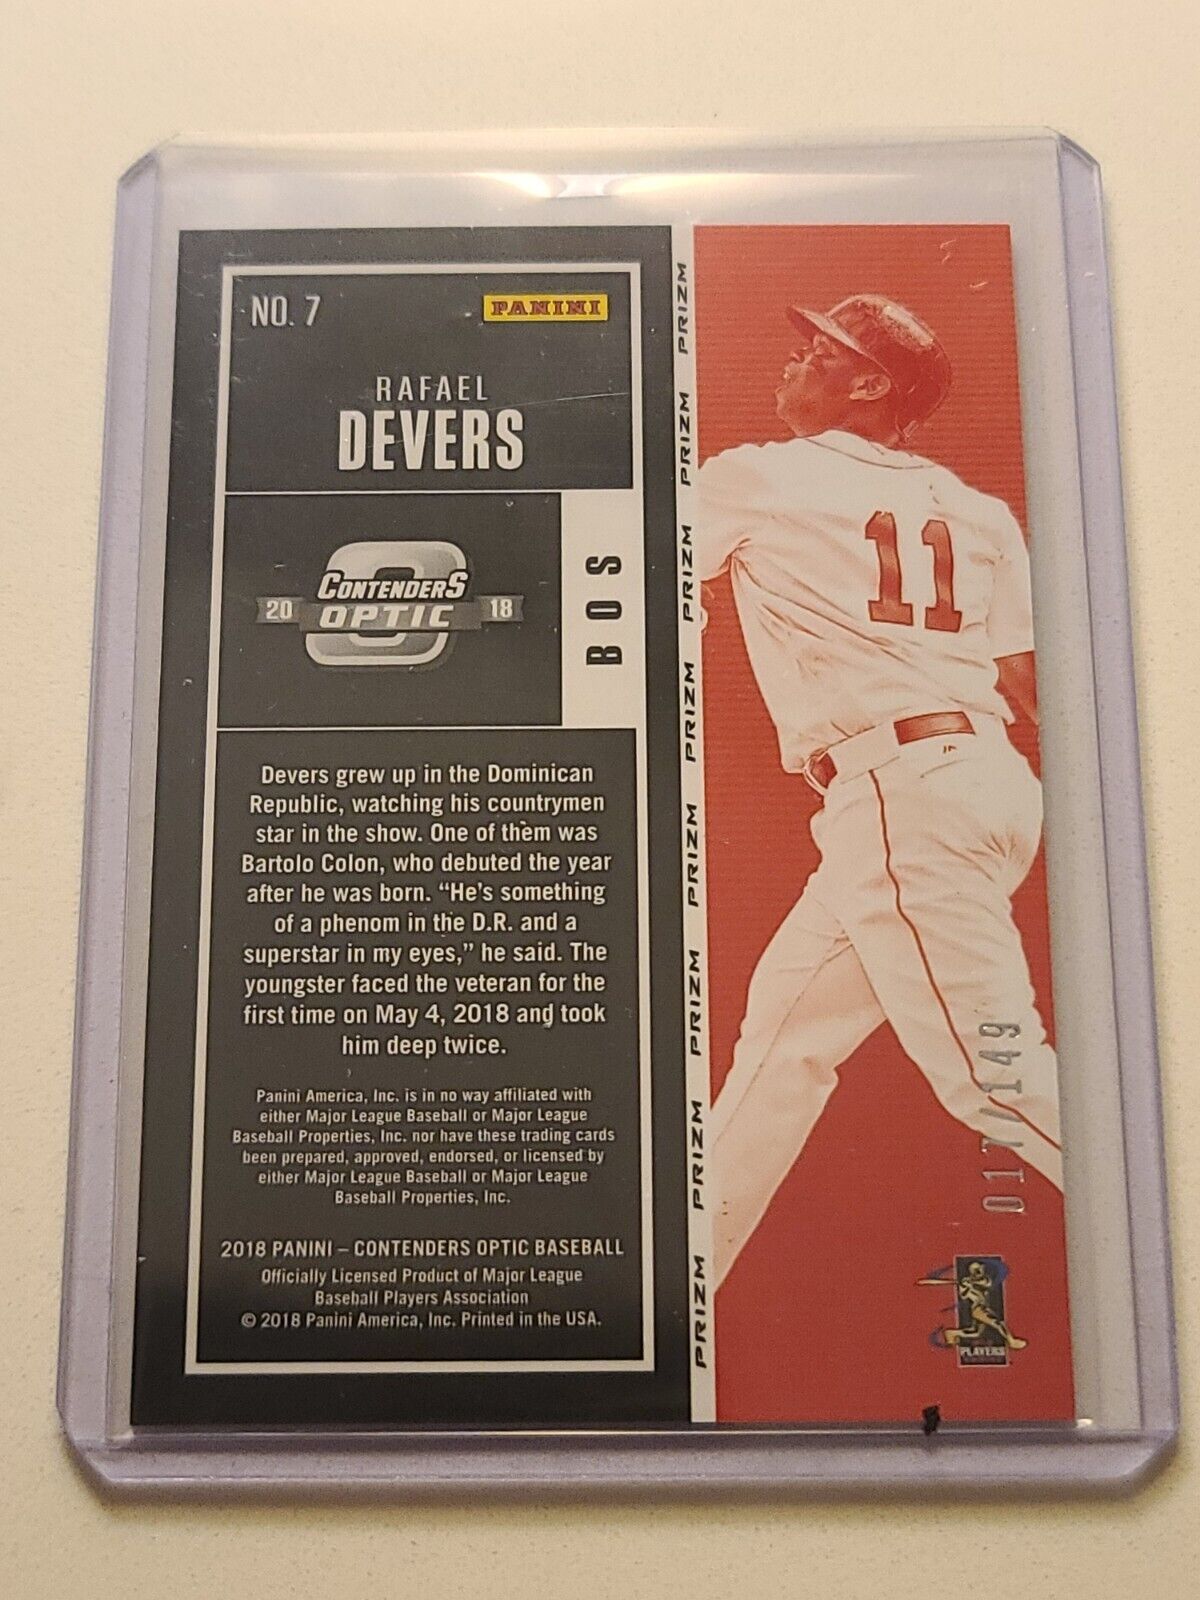 NO. 7
PANINI
RAFAEL
DEVERS
CONTENDERS
20 OPTIC 18
BOS
Devers grew up in the Dominican
Republic, watching his countrymen
star in the show. One of them was
Bartolo Colon, who debuted the year
after he was born. “He’s something
of a phenom in the D.R. and a
superstar in my eyes,” he said. The
youngster faced the veteran for the
first time on May 4, 2018 and took
him deep twice.
Panini America, Inc. is in no way affiliated with
either Major League Baseball or Major League
Baseball Properties, Inc. nor have these trading cards
been prepared, approved, endorsed, or licensed by
either Major League Baseball or Major League
Baseball Properties, Inc.
2018 PANINI – CONTENDERS OPTIC BASEBALL
Officially Licensed Product of Major League
Baseball Players Association
© 2018 Panini America, Inc. Printed in the USA.
PRIZM
PRIZM
PRIZM
PRIZM
PRIZM
PRIZM
PRIZM
PRIZM
11
017/149
PLAYERS